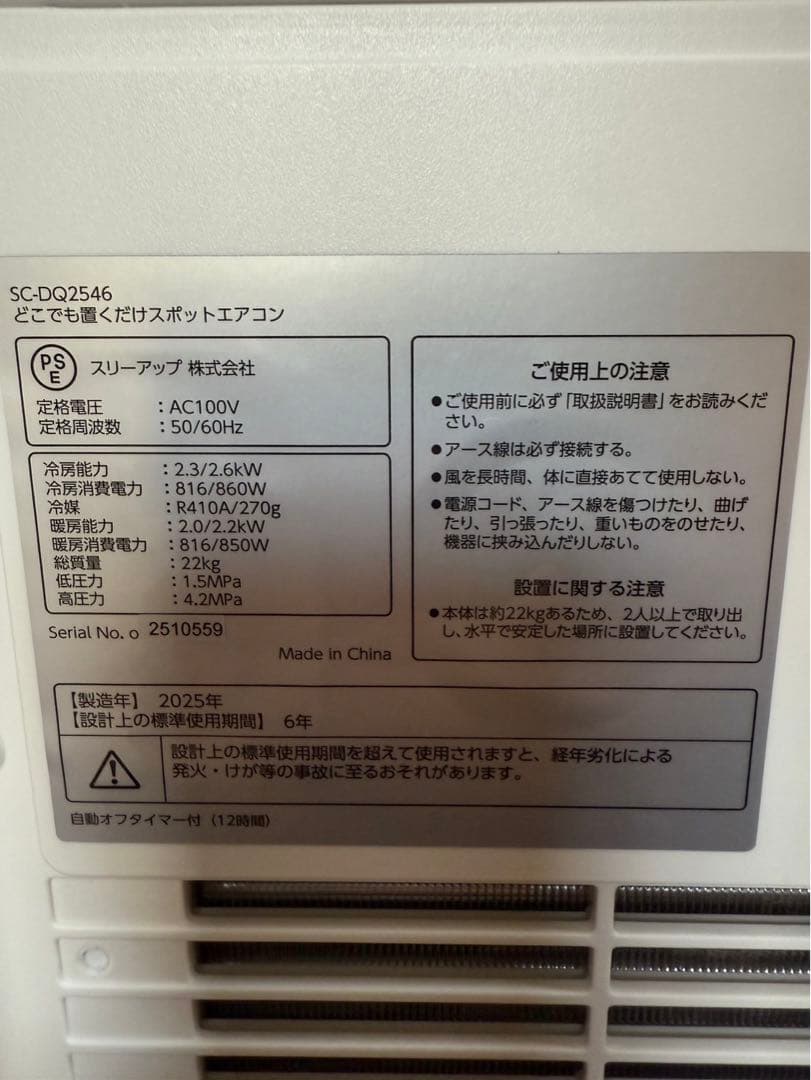 SC-DQ2546
どこでも置くだけスポットエアコン
PS
E
スリーアップ 株式会社
定格電圧 : AC100V
定格周波数 : 50/60Hz
冷房能力 : 2.3/2.6kW
冷房消費電力 : 816/860W
冷媒 : R410A/270g
暖房能力 : 2.0/2.2kW
暖房消費電力 : 816/850W
総質量 : 22kg
低圧力 : 1.5MPa
高圧力 : 4.2MPa
Serial No. o 2510559
Made in China
ご使用上の注意
●ご使用前に必ず「取扱説明書」をお読みくだ
さい。
●アース線は必ず接続する。
●風を長時間、体に直接あてて使用しない。
●電源コード、アース線を傷つけたり、曲げ
たり、引っ張ったり、重いものをのせたり、
機器に挟み込んだりしない。
設置に関する注意
●本体は約22kgあるため、2人以上で取り出
し、水平で安定した場所に設置してください。
【製造年】 2025年
【設計上の標準使用期間】 6年
設計上の標準使用期間を超えて使用されますと、経年劣化による
発火・けが等の事故に至るおそれがあります。
自動オフタイマー付(12時間)